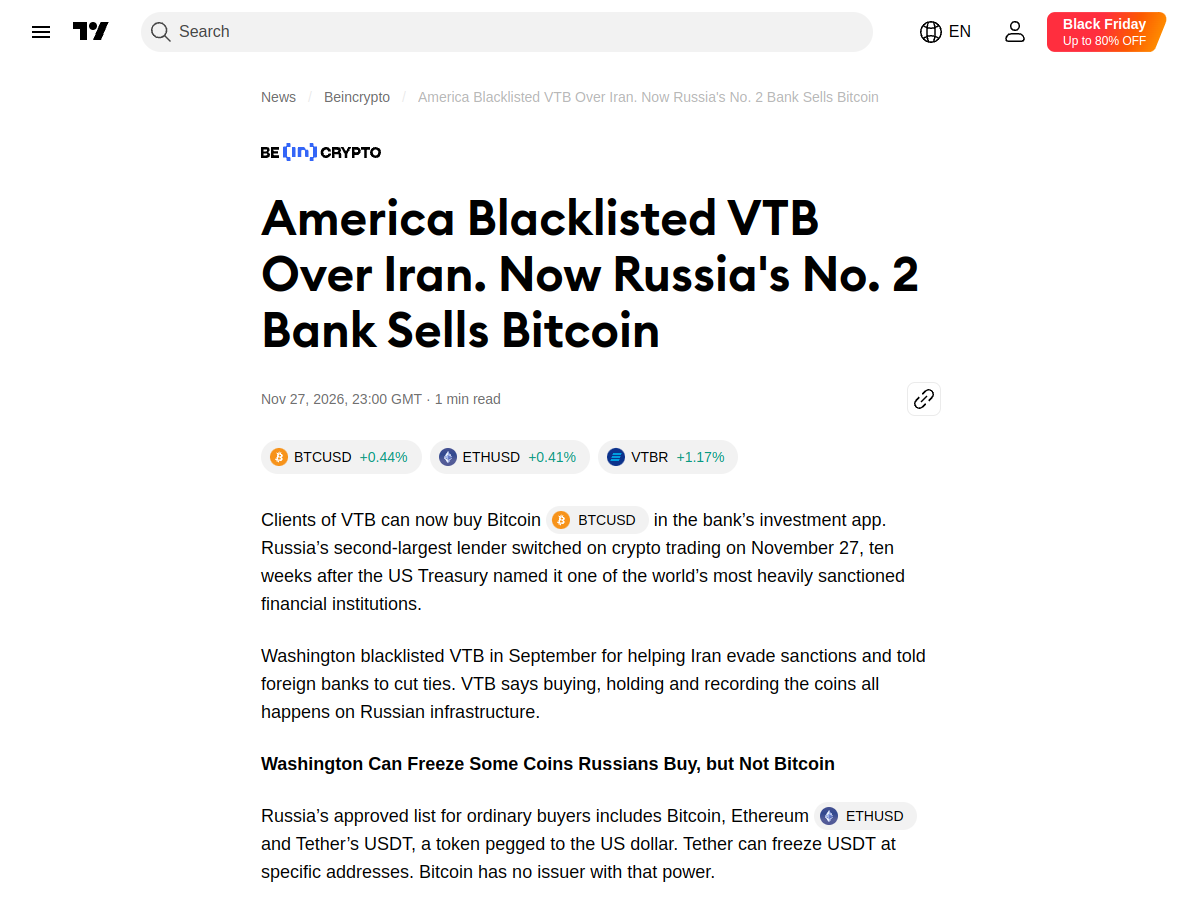 Search
EN
Black Friday
Up to 80% OFF
News / Beincrypto / America Blacklisted VTB Over Iran. Now Russia's No. 2 Bank Sells Bitcoin
BE[in]CRYPTO
America Blacklisted VTB
Over Iran. Now Russia's No. 2
Bank Sells Bitcoin
Nov 27, 2026, 23:00 GMT · 1 min read
BTCUSD +0.44% ETHUSD +0.41% VTBR +1.17%
Clients of VTB can now buy Bitcoin BTCUSD in the bank’s investment app.
Russia’s second-largest lender switched on crypto trading on November 27, ten
weeks after the US Treasury named it one of the world’s most heavily sanctioned
financial institutions.
Washington blacklisted VTB in September for helping Iran evade sanctions and told
foreign banks to cut ties. VTB says buying, holding and recording the coins all
happens on Russian infrastructure.
Washington Can Freeze Some Coins Russians Buy, but Not Bitcoin
Russia’s approved list for ordinary buyers includes Bitcoin, Ethereum ETHUSD
and Tether’s USDT, a token pegged to the US dollar. Tether can freeze USDT at
specific addresses. Bitcoin has no issuer with that power.